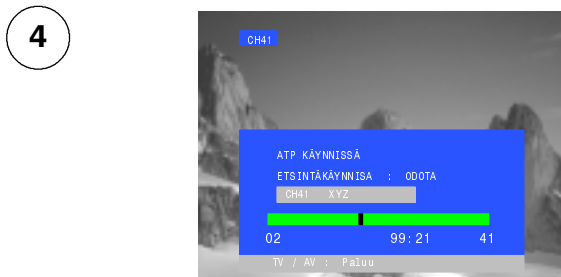 4
CH41
ATP KÄYNNISSÄ
ETSINTÄKÄYNNISA : ODOTA
CH41 XYZ
02 99:21 41
TV / AV : Paluu